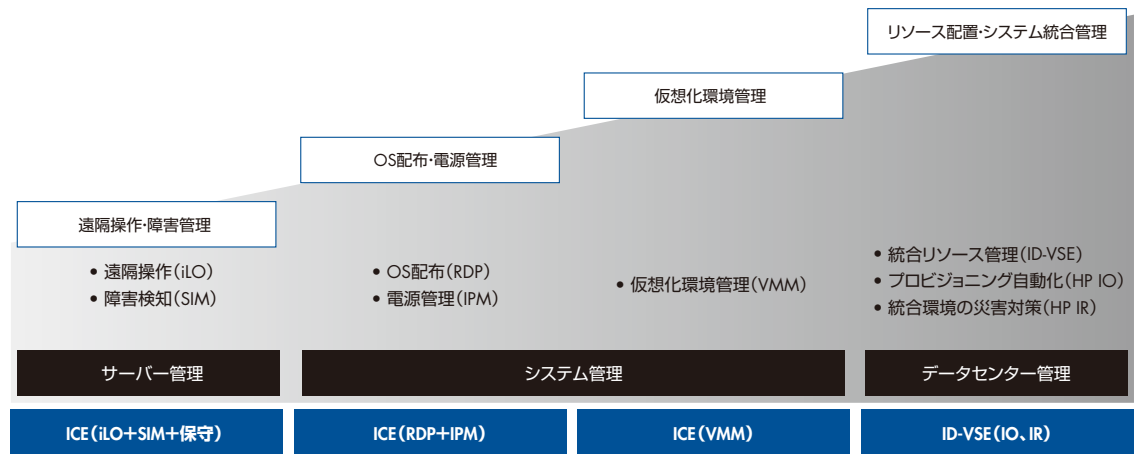 リソース配置・システム統合管理
仮想化環境管理
OS配布・電源管理
遠隔操作・障害管理
• 遠隔操作(iLO)
• 障害検知(SIM)
• OS配布(RDP)
• 電源管理(IPM)
• 仮想化環境管理(VMM)
• 統合リソース管理(ID-VSE)
• プロビジョニング自動化(HP IO)
• 統合環境の災害対策(HP IR)
サーバー管理
システム管理
データセンター管理
ICE(iLO+SIM+保守)
ICE(RDP+IPM)
ICE(VMM)
ID-VSE(IO、IR)